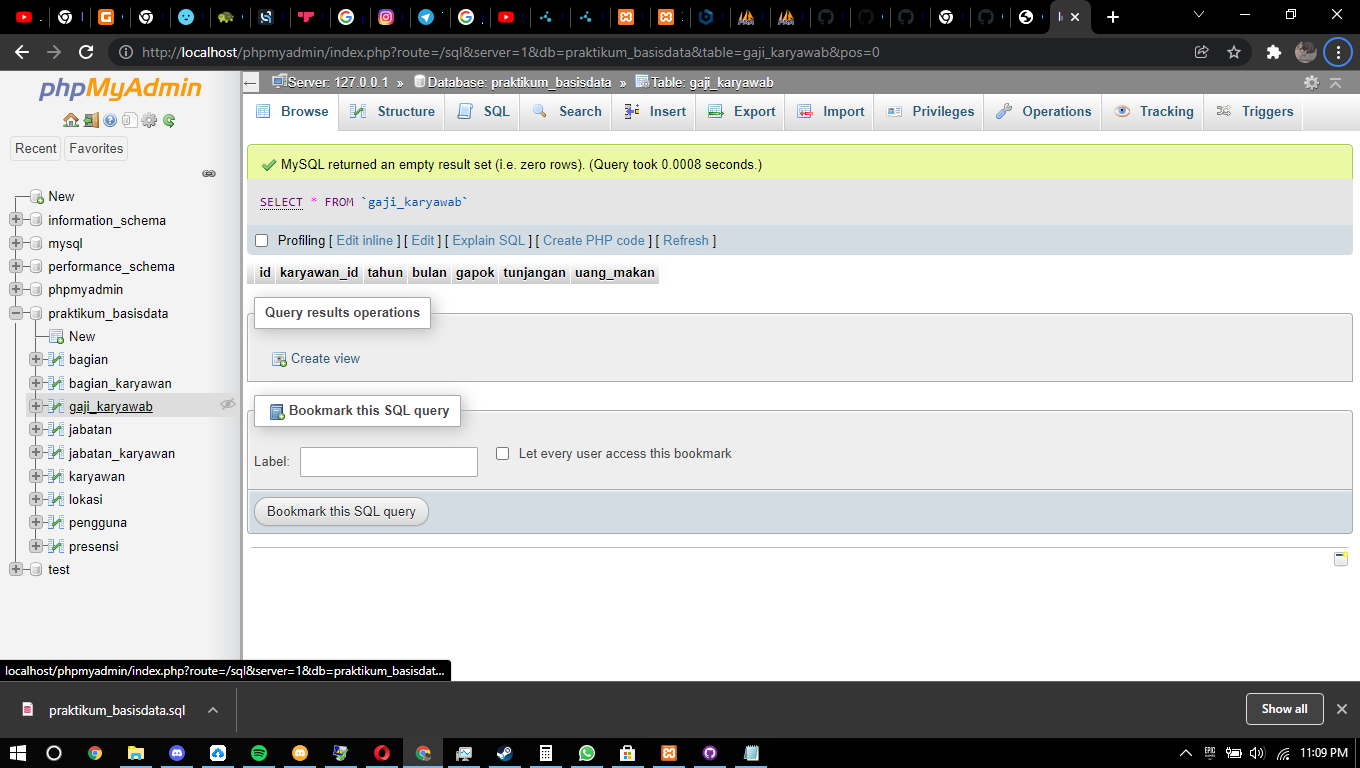 http://localhost/phpmyadmin/index.php?route=/sql&server=1&db=praktikum_basisdata&table=gaji_karyawab&pos=0
phpMyAdmin
Recent Favorites
New
information_schema
mysql
performance_schema
phpmyadmin
praktikum_basisdata
New
bagian
bagian_karyawan
gaji_karyawab
jabatan
jabatan_karyawan
karyawan
lokasi
pengguna
presensi
test
Server: 127.0.0.1 » Database: praktikum_basisdata » Table: gaji_karyawab
Browse Structure SQL Search Insert Export Import Privileges Operations Tracking Triggers
MySQL returned an empty result set (i.e. zero rows). (Query took 0.0008 seconds.)
SELECT * FROM `gaji_karyawab`
Profiling [ Edit inline ] [ Edit ] [ Explain SQL ] [ Create PHP code ] [ Refresh ]
id karyawan_id tahun bulan gapok tunjangan uang_makan
Query results operations
Create view
Bookmark this SQL query
Label: Let every user access this bookmark
Bookmark this SQL query
localhost/phpmyadmin/index.php?route=/sql&server=1&db=praktikum_basisdat...
praktikum_basisdata.sql
Show all
11:09 PM